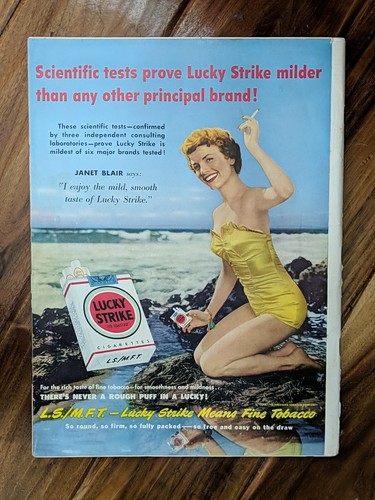 Scientific tests prove Lucky Strike milder
than any other principal brand!
These scientific tests—confirmed
by three independent consulting
laboratories—prove Lucky Strike is
mildest of six major brands tested!
JANET BLAIR says:
"I enjoy the mild, smooth
taste of Lucky Strike."
LUCKY
STRIKE
"IT'S TOASTED"
CIGARETTES
L.S./M.F.T.
For the rich taste of fine tobacco—for smoothness and mildness...
THERE'S NEVER A ROUGH PUFF IN A LUCKY!
L.S./M.F.T.—Lucky Strike Means Fine Tobacco
So round, so firm, so fully packed—so free and easy on the draw